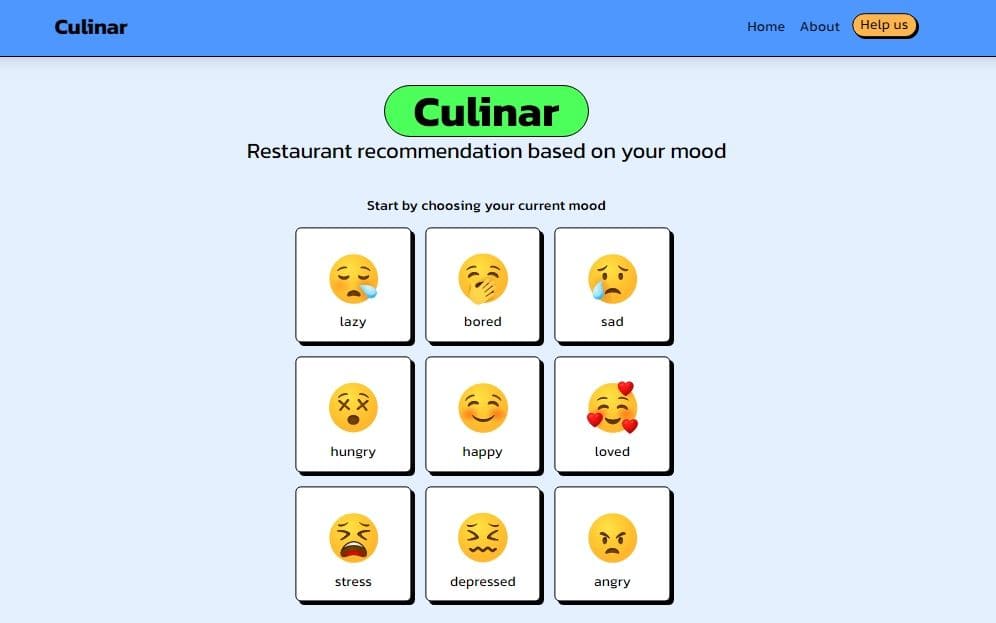 Culinar
Home About Help us
Culinar
Restaurant recommendation based on your mood
Start by choosing your current mood
lazy bored sad
hungry happy loved
stress depressed angry